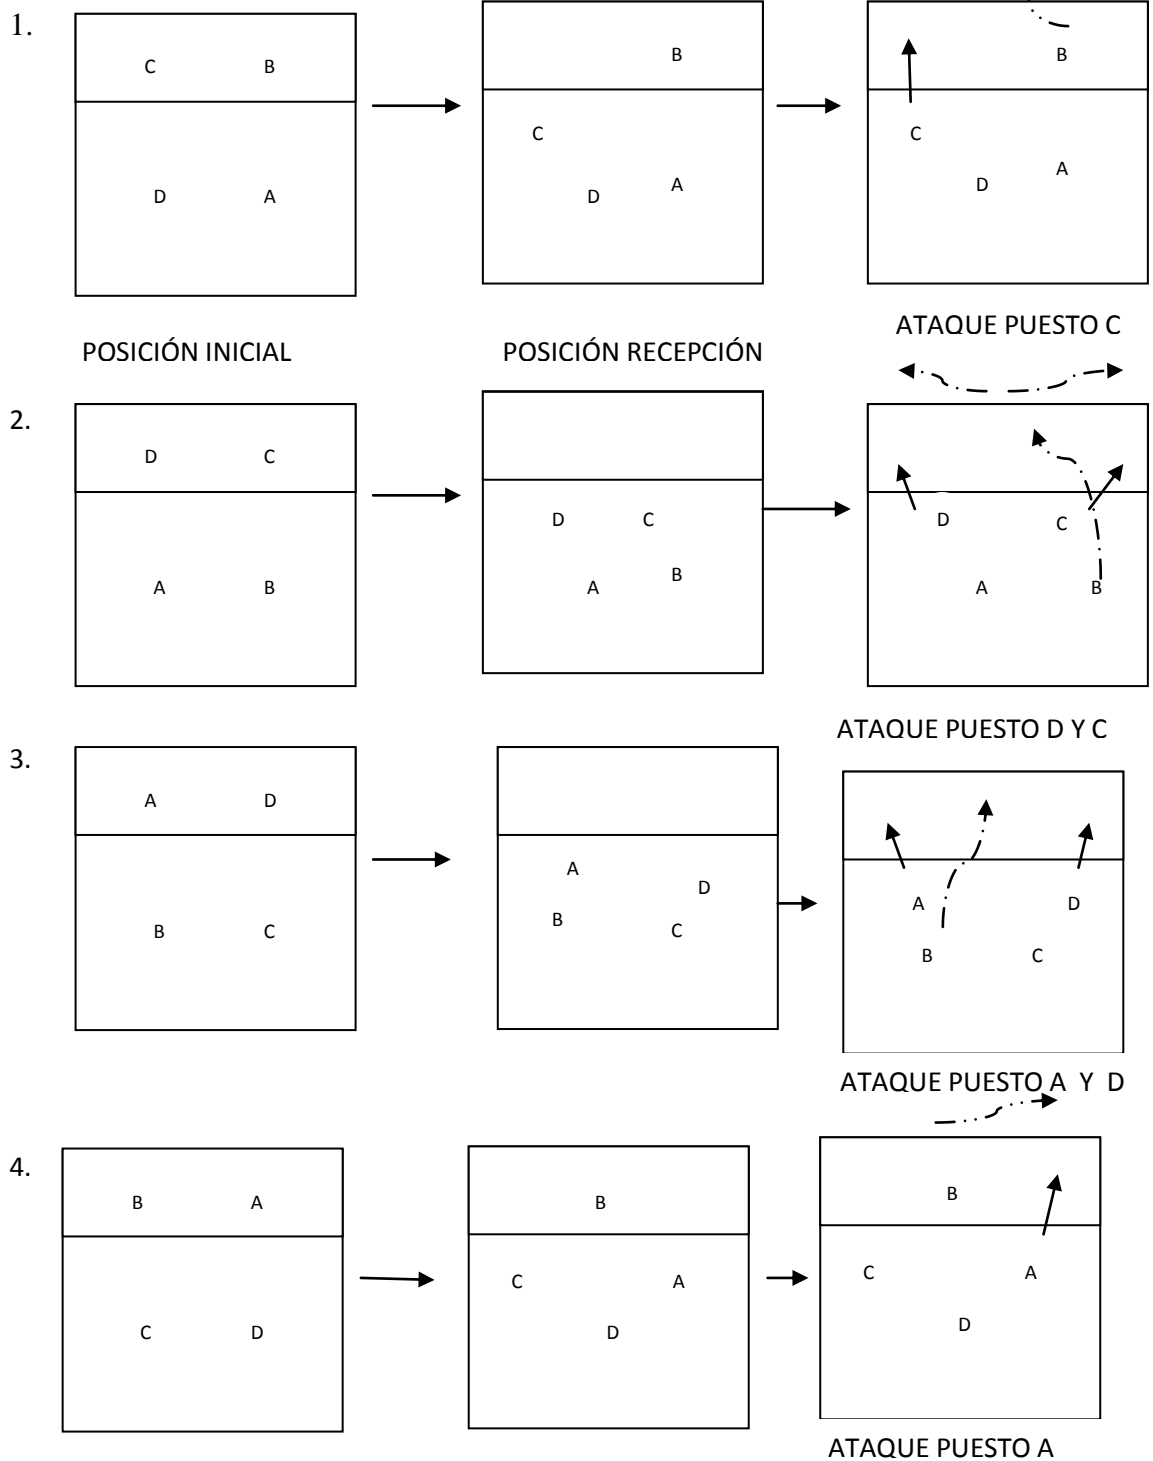 1.
C B B B
C C
D A D A D A
ATAQUE PUESTO C
POSICIÓN INICIAL POSICIÓN RECEPCIÓN
2.
D C
D C D C
A B A B A B
ATAQUE PUESTO D Y C
3.
A D
A D A D
B C B C B C
ATAQUE PUESTO A Y D
4.
B A B B
C A C A
C D D D
ATAQUE PUESTO A